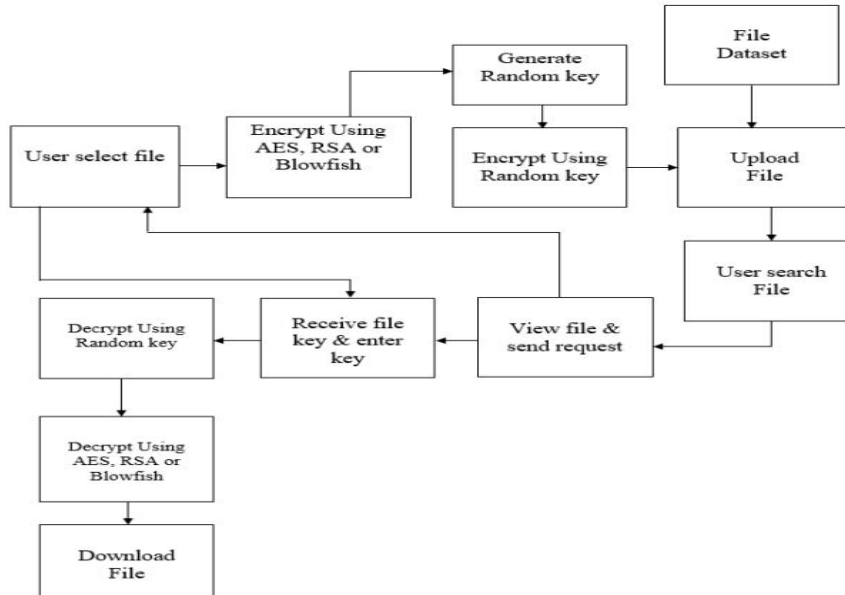 File
Dataset
Generate
Random key
User select file
Encrypt Using
AES, RSA or
Blowfish
Encrypt Using
Random key
Upload
File
User search
File
Decrypt Using
Random key
Receive file
key & enter
key
View file &
send request
Decrypt Using
AES, RSA or
Blowfish
Download
File